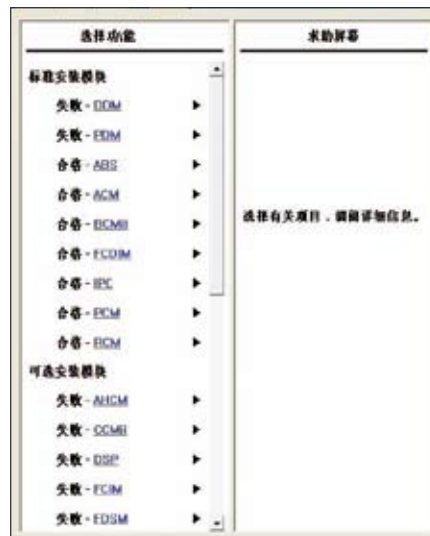 选择功能
标准安装模块
失败 - DDM
失败 - PDM
合格 - ABS
合格 - ACM
合格 - BCMii
合格 - FCDIM
合格 - IPC
合格 - PCM
合格 - RCM
可选安装模块
失败 - AHCM
失败 - CCMii
失败 - DSP
失败 - FCIM
失败 - FDSM
求助屏幕
选择有关项目，调阅详细信息。